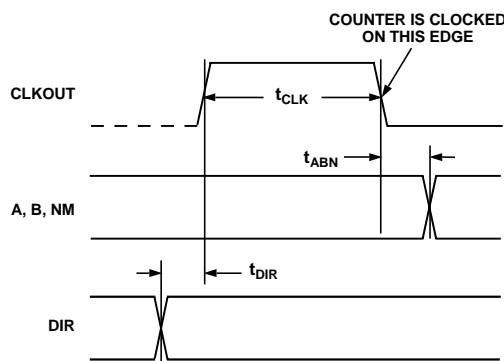 COUNTER IS CLOCKED
ON THIS EDGE
CLKOUT
tCLK
tABN
A, B, NM
tDIR
DIR